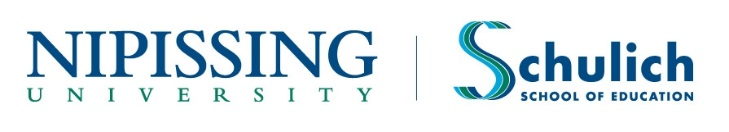 NIPISSING
UNIVERSITY
Schulich
SCHOOL OF EDUCATION